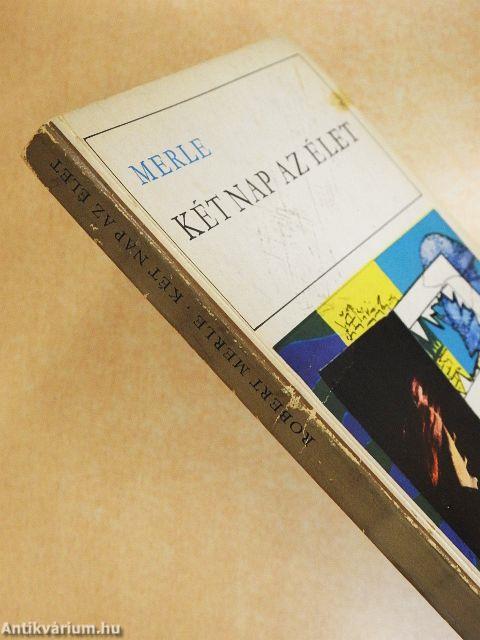 MERLE
KÉT NAP AZ ÉLET
ROBERT MERLE · KÉT NAP AZ ÉLET
Antikvárium.hu